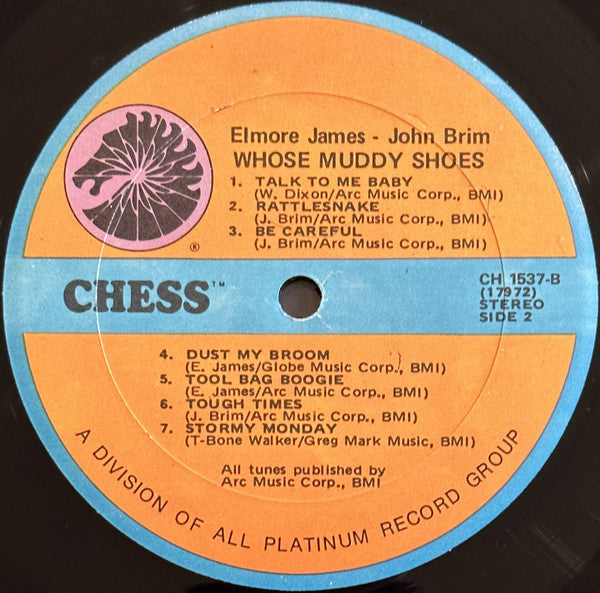 Elmore James - John Brim
WHOSE MUDDY SHOES
1. TALK TO ME BABY
(W. Dixon/Arc Music Corp., BMI)
2. RATTLESNAKE
(J. Brim/Arc Music Corp., BMI)
3. BE CAREFUL
(J. Brim/Arc Music Corp., BMI)
®
CHESS™
CH 1537-B
(17972)
STEREO
SIDE 2
4. DUST MY BROOM
(E. James/Globe Music Corp., BMI)
5. TOOL BAG BOOGIE
(E. James/Arc Music Corp., BMI)
6. TOUGH TIMES
(J. Brim/Arc Music Corp., BMI)
7. STORMY MONDAY
(T-Bone Walker/Greg Mark Music, BMI)
All tunes published by
Arc Music Corp., BMI
A DIVISION OF ALL PLATINUM RECORD GROUP